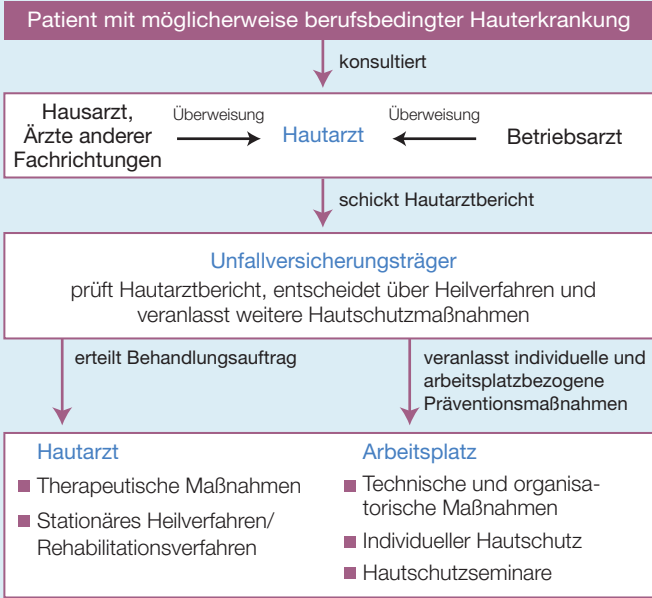 Patient mit möglicherweise berufsbedingter Hauterkrankung
konsultiert
Hausarzt,
Ärzte anderer
Fachrichtungen
Überweisung
Hautarzt
Überweisung
Betriebsarzt
schickt Hautarztbericht
Unfallversicherungsträger
prüft Hautarztbericht, entscheidet über Heilverfahren und
veranlasst weitere Hautschutzmaßnahmen
erteilt Behandlungsauftrag
veranlasst individuelle und
arbeitsplatzbezogene
Präventionsmaßnahmen
Hautarzt
Therapeutische Maßnahmen
Stationäres Heilverfahren/
Rehabilitationsverfahren
Arbeitsplatz
Technische und organisa-
torische Maßnahmen
Individueller Hautschutz
Hautschutzseminare